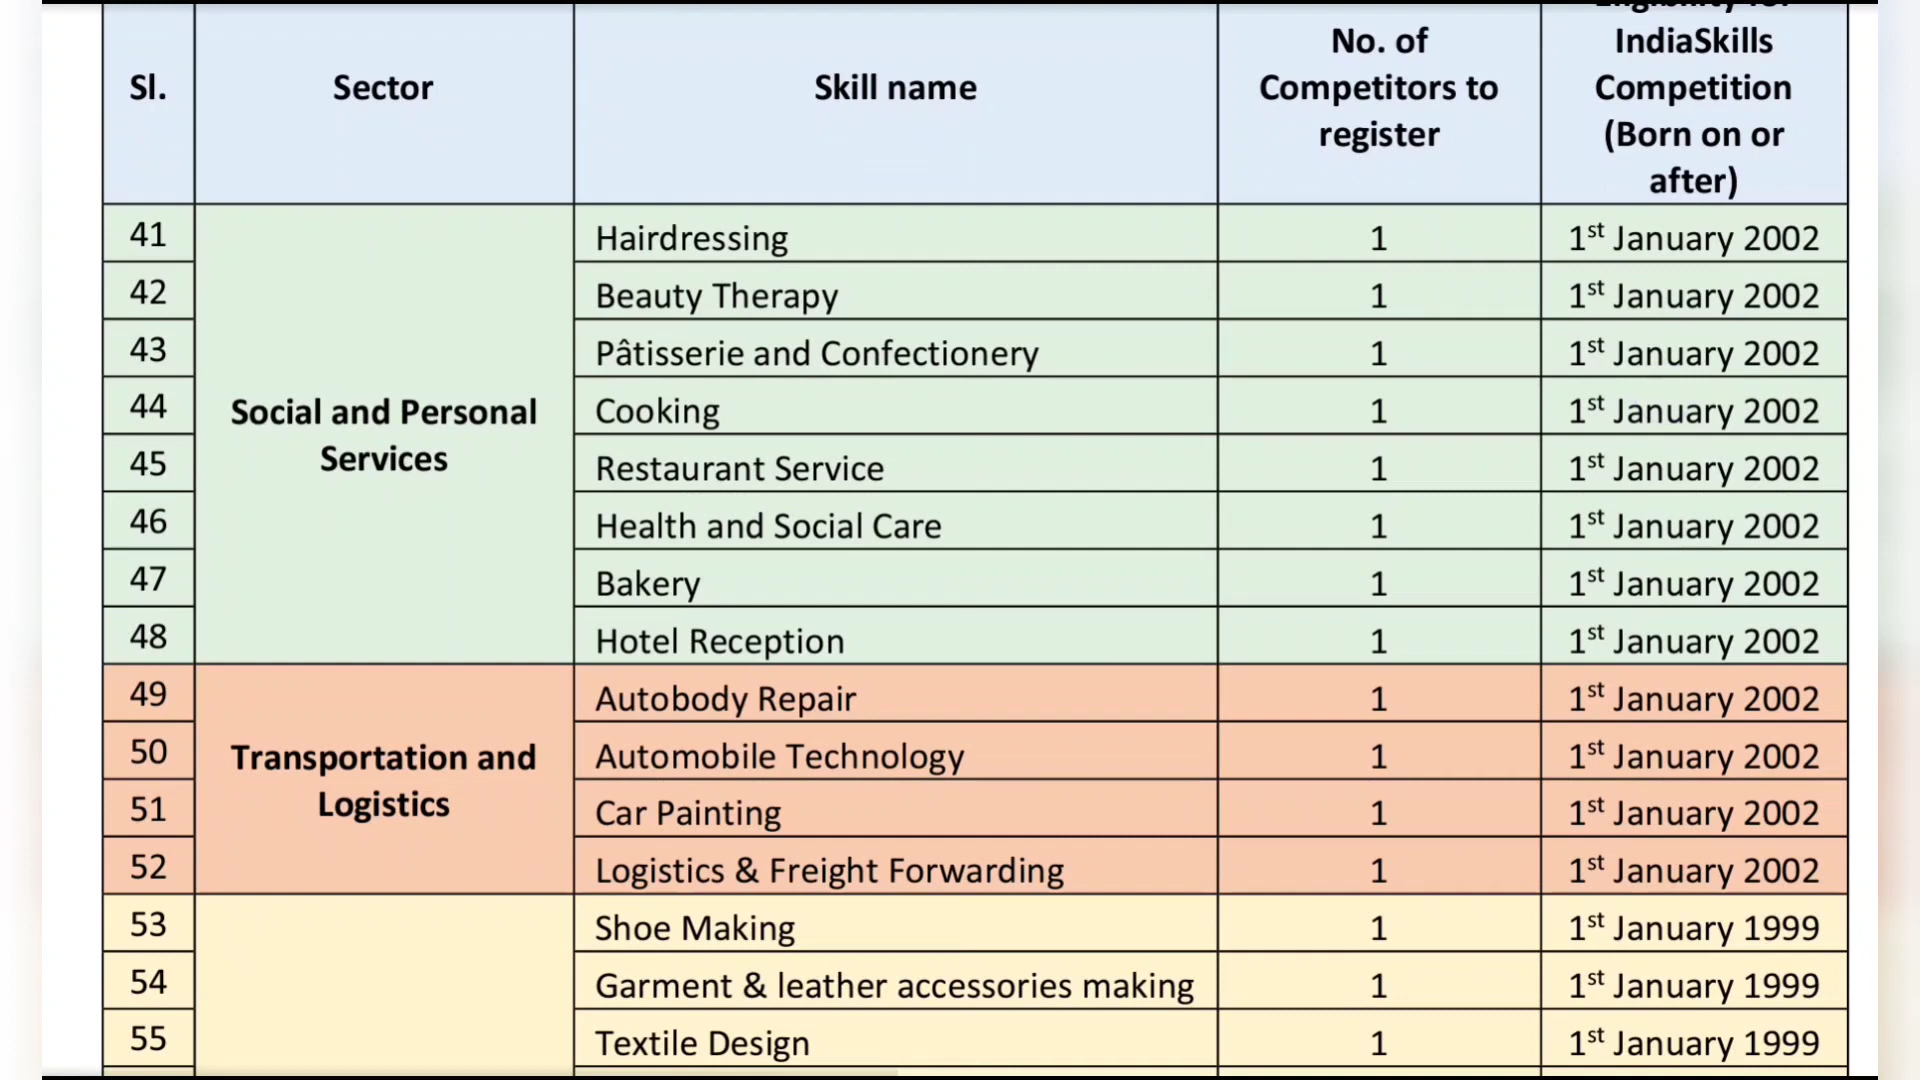 Eligibility for
Sl. Sector Skill name No. of Competitors to register IndiaSkills Competition (Born on or after)
41 Hairdressing 1 1st January 2002
42 Beauty Therapy 1 1st January 2002
43 Pâtisserie and Confectionery 1 1st January 2002
44 Social and Personal Services Cooking 1 1st January 2002
45 Restaurant Service 1 1st January 2002
46 Health and Social Care 1 1st January 2002
47 Bakery 1 1st January 2002
48 Hotel Reception 1 1st January 2002
49 Autobody Repair 1 1st January 2002
50 Transportation and Logistics Automobile Technology 1 1st January 2002
51 Car Painting 1 1st January 2002
52 Logistics & Freight Forwarding 1 1st January 2002
53 Shoe Making 1 1st January 1999
54 Garment & leather accessories making 1 1st January 1999
55 Textile Design 1 1st January 1999